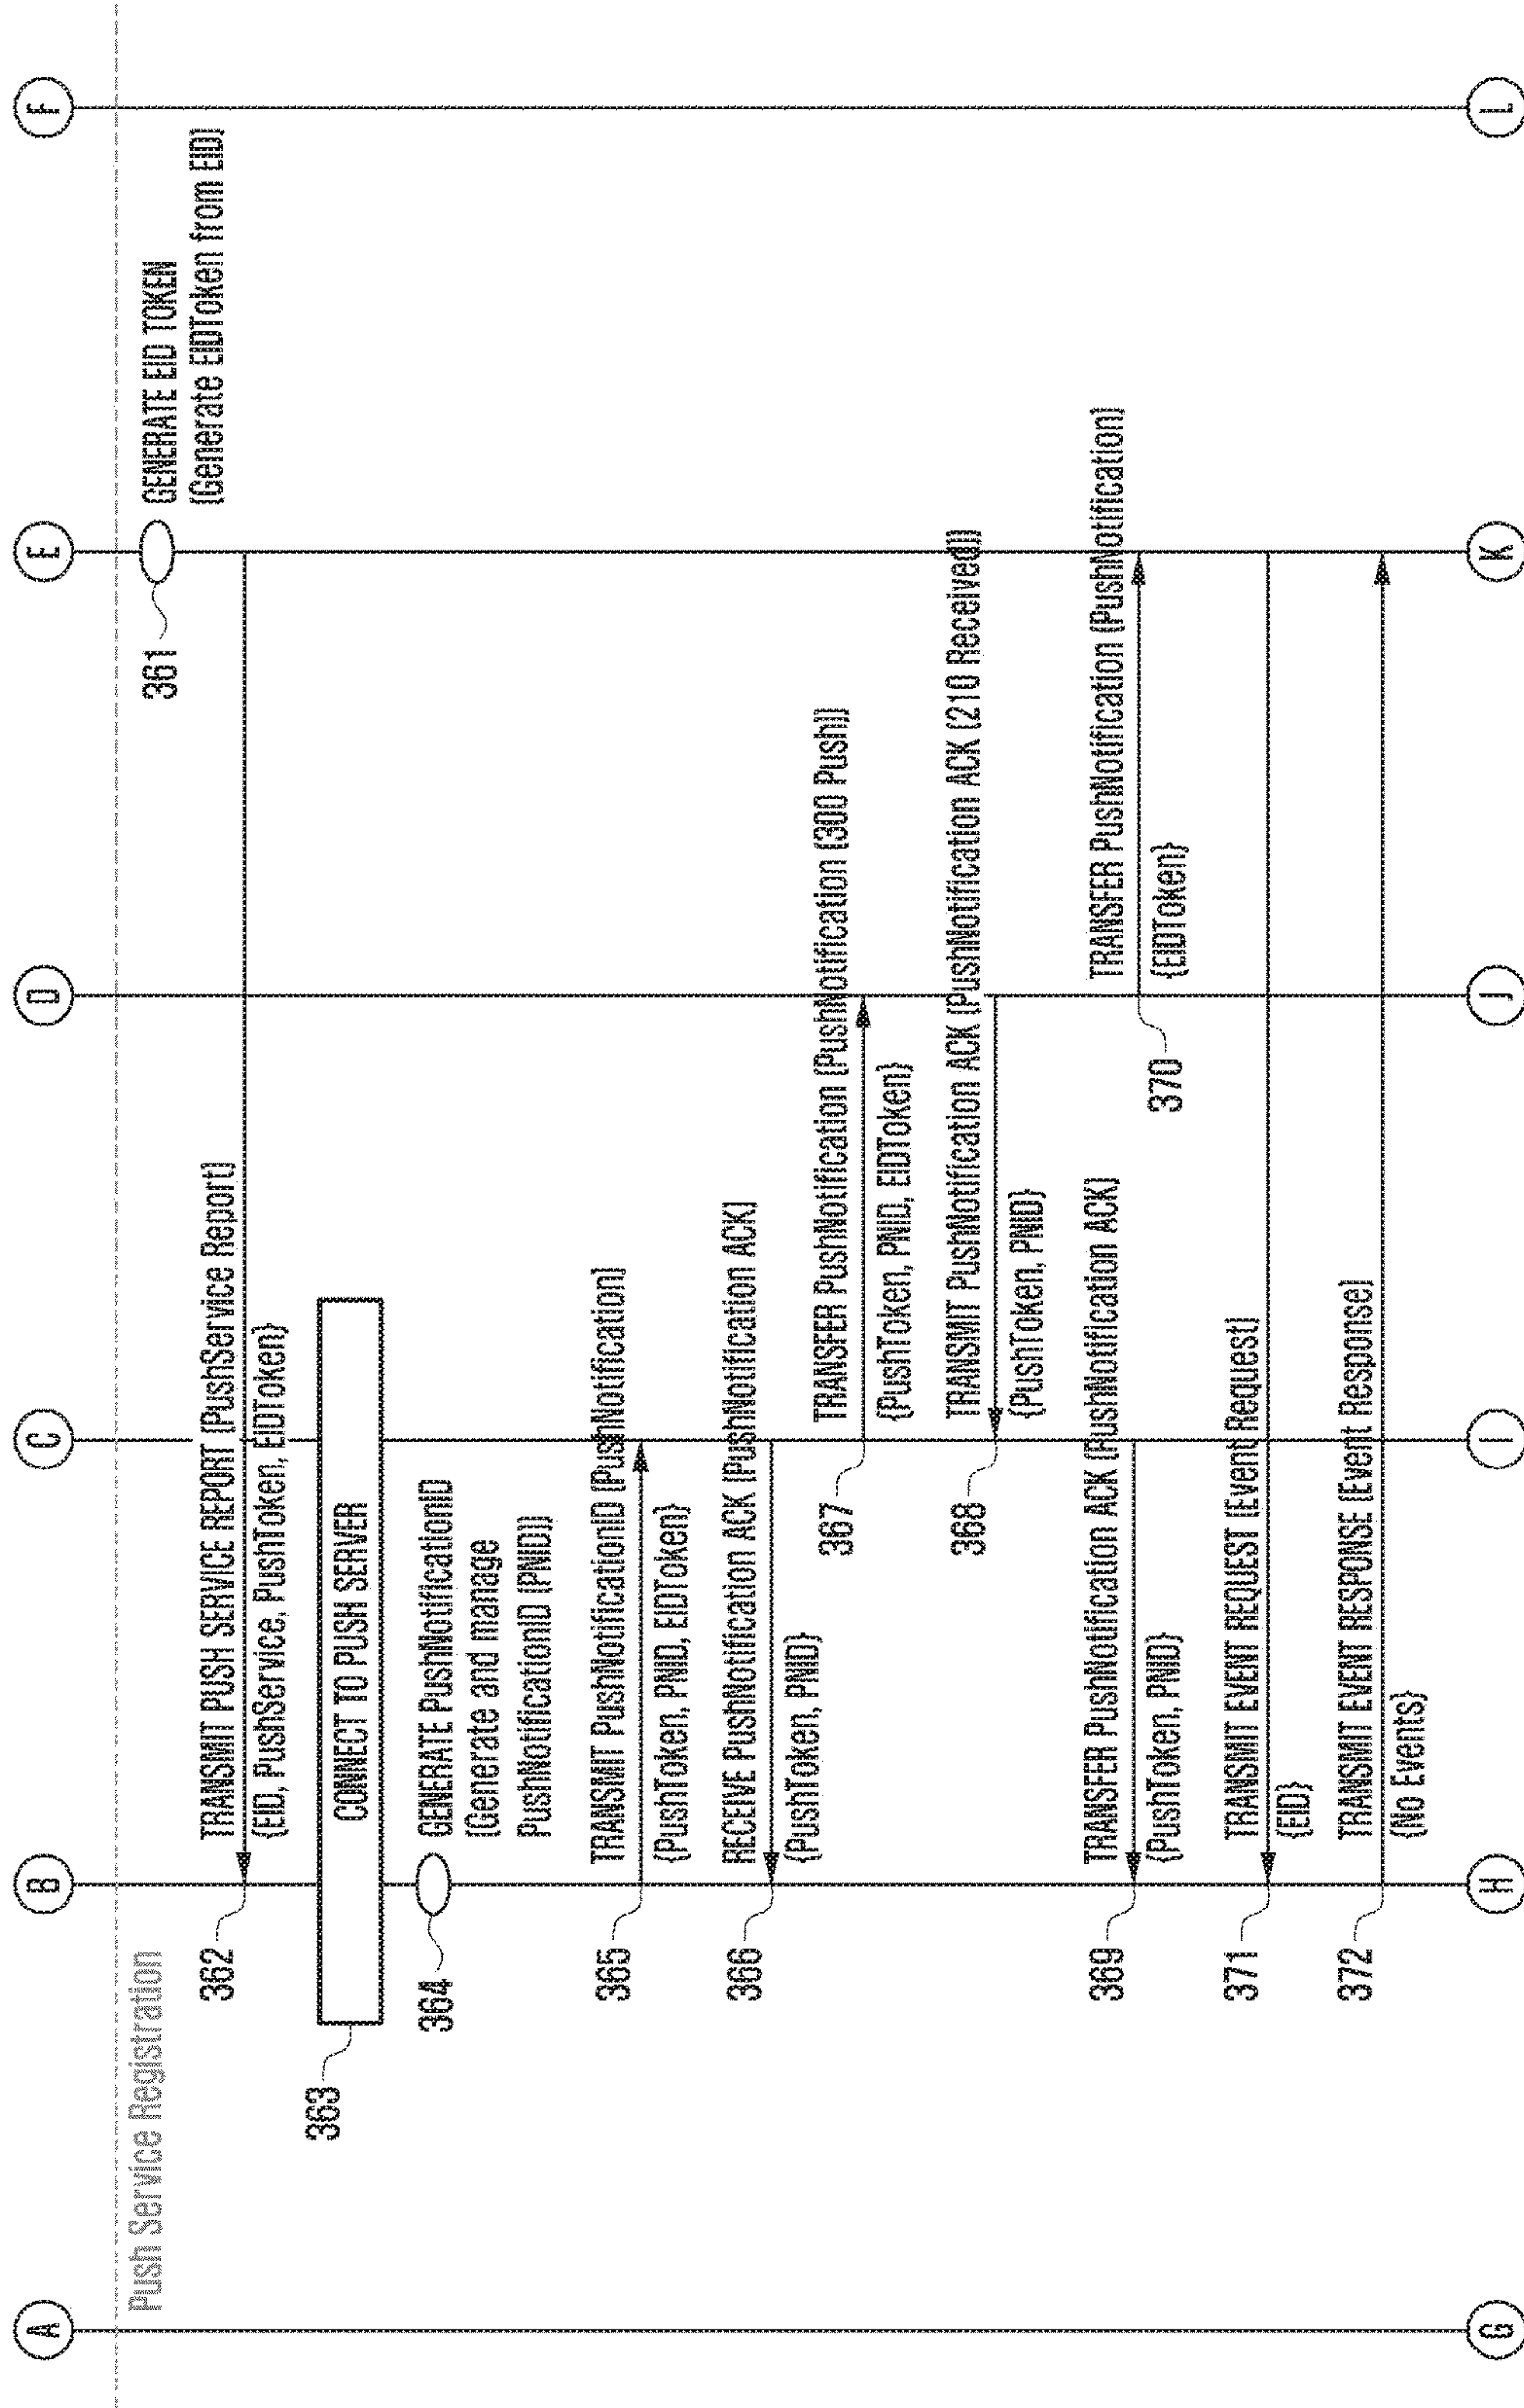 A
B
C
D
E
F
Push Service Registration
361
GENERATE EID TOKEN
(Generate EIDToken from EID)
362
TRANSMIT PUSH SERVICE REPORT (PushService Report)
{EID, PushService, PushToken, EIDToken}
363
CONNECT TO PUSH SERVER
364
GENERATE PushNotificationID
(Generate and manage
PushNotificationID (PNID))
365
TRANSMIT PushNotificationID (PushNotification)
{PushToken, PNID, EIDToken}
366
RECEIVE PushNotification ACK (PushNotification ACK)
{PushToken, PNID}
367
TRANSFER PushNotification (PushNotification (300 Push))
{PushToken, PNID, EIDToken}
368
TRANSMIT PushNotification ACK (PushNotification ACK (210 Received))
{PushToken, PNID}
369
TRANSFER PushNotification ACK (PushNotification ACK)
{PushToken, PNID}
370
TRANSFER PushNotification (PushNotification)
{EIDToken}
371
TRANSMIT EVENT REQUEST (Event Request)
{EID}
372
TRANSMIT EVENT RESPONSE (Event Response)
{No Events}
G
H
I
J
K
L